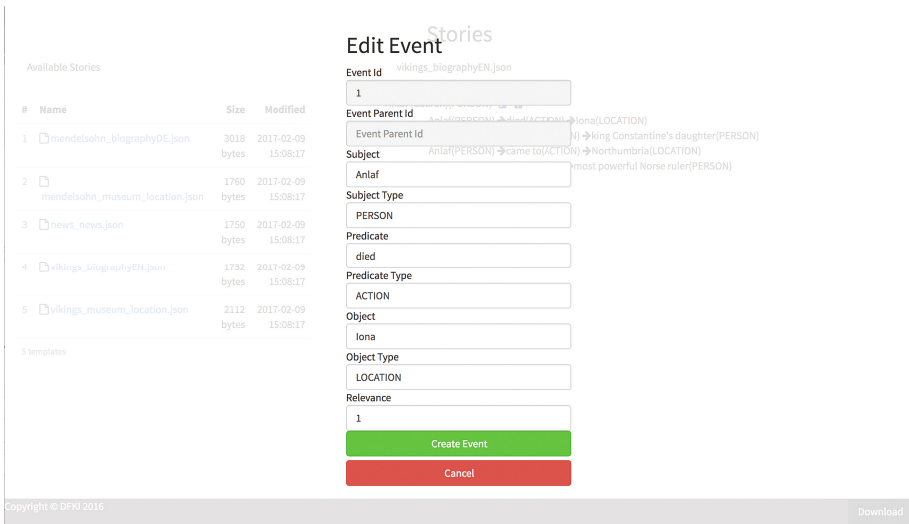 Stories
Edit Event
Available Stories
vikings_biographyEN.json
Event Id
1
# Name Size Modified
Event Parent Id
Event Parent Id
Anlaf(PERSON) ➔died(ACTION) ➔Iona(LOCATION)
N) ➔king Constantine's daughter(PERSON)
Anlaf(PERSON) ➔came to(ACTION) ➔Northumbria(LOCATION)
most powerful Norse ruler(PERSON)
1 mendelsohn_biographyDE.json 3018 bytes 2017-02-09 15:08:17
2 mendelsohn_museum_location.json 1760 bytes 2017-02-09 15:08:17
3 news_news.json 1750 bytes 2017-02-09 15:08:17
4 vikings_biographyEN.json 1732 bytes 2017-02-09 15:08:17
5 vikings_museum_location.json 2112 bytes 2017-02-09 15:08:17
5 templates
Subject
Anlaf
Subject Type
PERSON
Predicate
died
Predicate Type
ACTION
Object
Iona
Object Type
LOCATION
Relevance
1
Create Event
Cancel
Copyright © DFKI 2016
Download